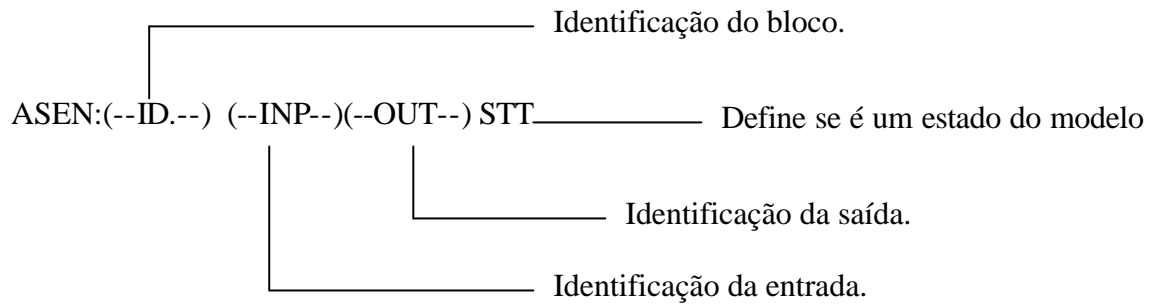 Identificação do bloco.
ASEN:(--ID.--) (--INP--)(--OUT--) STT
Define se é um estado do modelo
Identificação da saída.
Identificação da entrada.